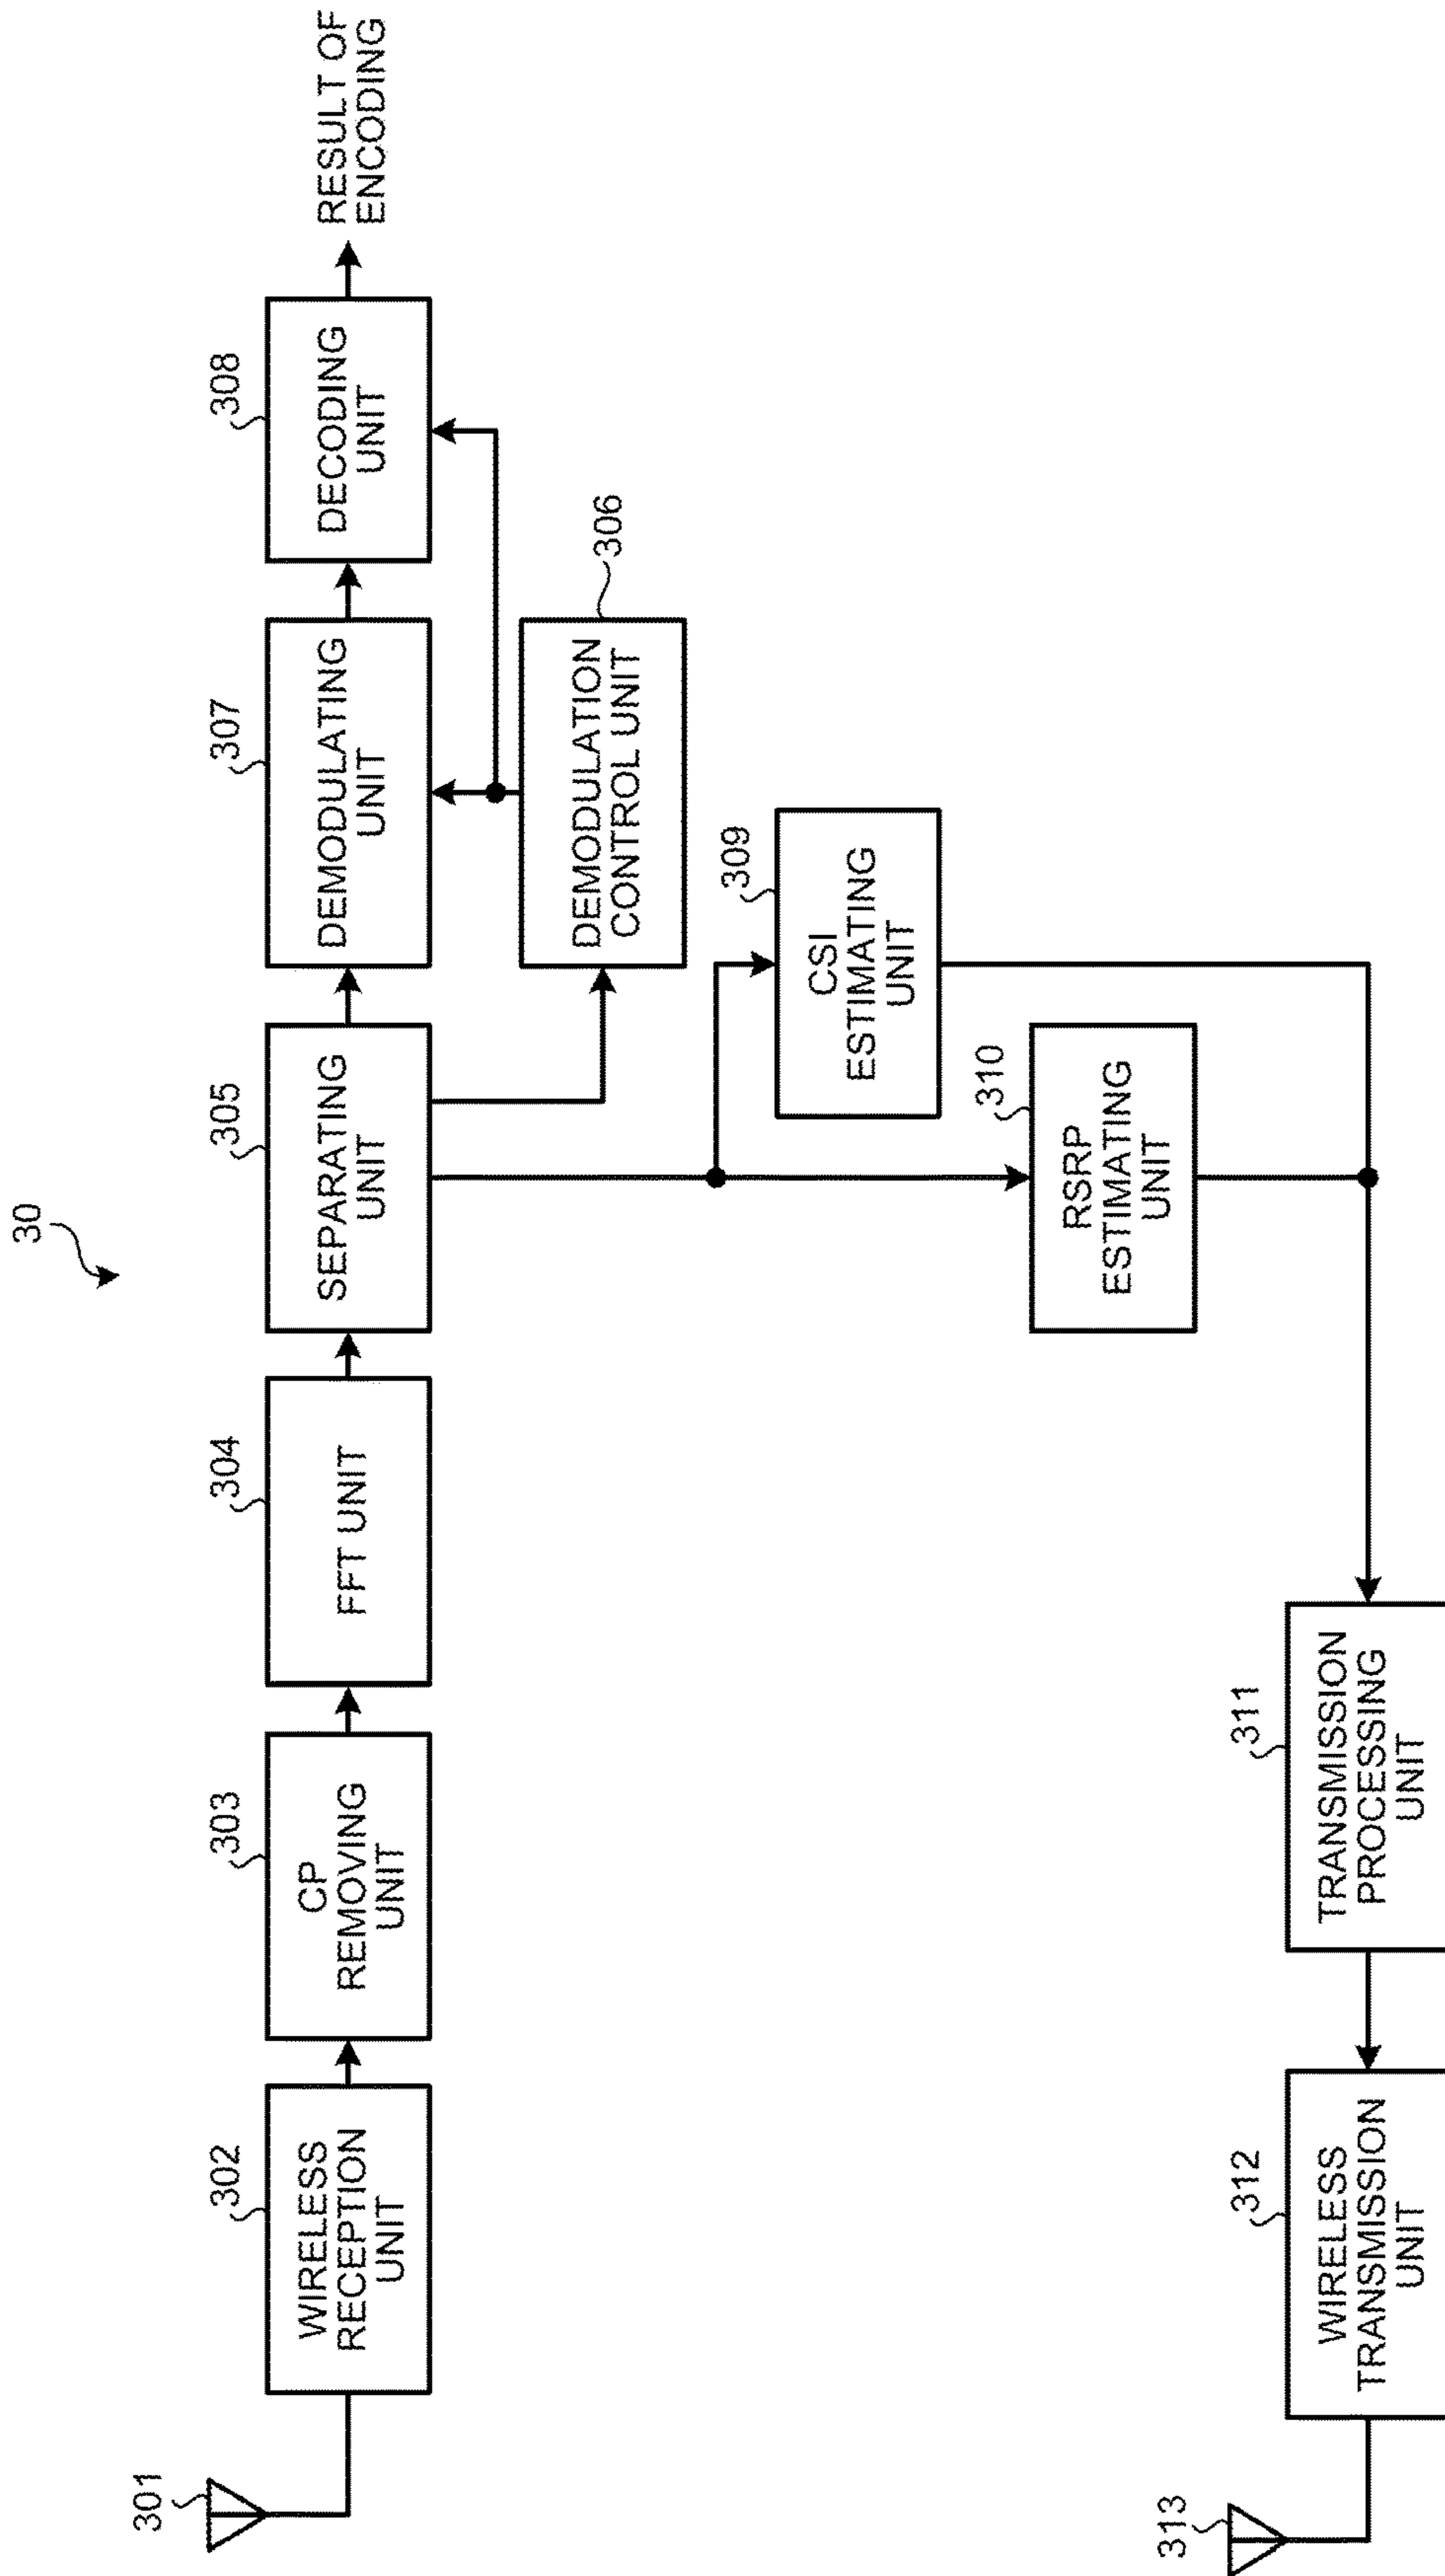 30
301
302
WIRELESS
RECEPTION
UNIT
303
CP
REMOVING
UNIT
304
FFT UNIT
305
SEPARATING
UNIT
307
DEMODULATING
UNIT
308
DECODING
UNIT
RESULT OF
ENCODING
306
DEMODULATION
CONTROL UNIT
309
CSI
ESTIMATING
UNIT
310
RSRP
ESTIMATING
UNIT
313
312
WIRELESS
TRANSMISSION
UNIT
311
TRANSMISSION
PROCESSING
UNIT